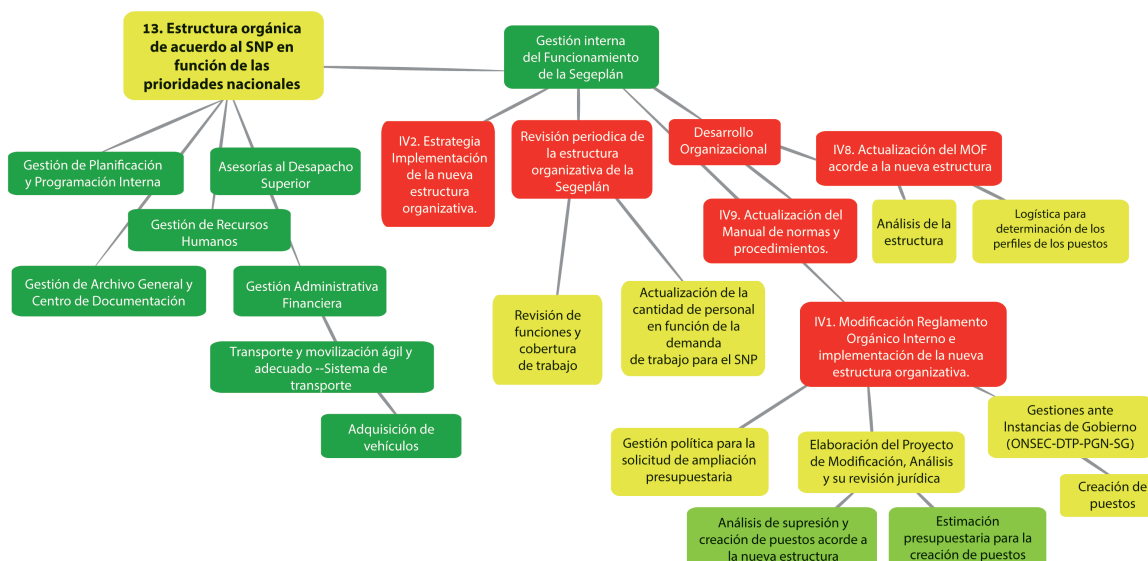 13. Estructura orgánica
de acuerdo al SNP en
función de las
prioridades nacionales
Gestión interna
del Funcionamiento
de la Segeplán
Gestión de Planificación
y Programación Interna
Asesorías al Desapacho
Superior
Gestión de Recursos
Humanos
Gestión de Archivo General y
Centro de Documentación
Gestión Administrativa
Financiera
Transporte y movilización ágil y
adecuado --Sistema de
transporte
Adquisición de
vehículos
IV2. Estrategia
Implementación
de la nueva
estructura
organizativa.
Revisión periodica de
la estructura
organizativa de la
Segeplán
Desarrollo
Organizacional
IV8. Actualización del MOF
acorde a la nueva estructura
IV9. Actualización del
Manual de normas y
procedimientos.
Análisis de la
estructura
Logística para
determinación de los
perfiles de los puestos
Revisión de
funciones y
cobertura
de trabajo
Actualización de la
cantidad de personal
en función de la
demanda
de trabajo para el SNP
IV1. Modificación Reglamento
Orgánico Interno e
implementación de la nueva
estructura organizativa.
Gestión política para la
solicitud de ampliación
presupuestaria
Elaboración del Proyecto
de Modificación, Análisis
y su revisión jurídica
Gestiones ante
Instancias de Gobierno
(ONSEC-DTP-PGN-SG)
Creación de
puestos
Análisis de supresión y
creación de puestos acorde a
la nueva estructura
Estimación
presupuestaria para la
creación de puestos